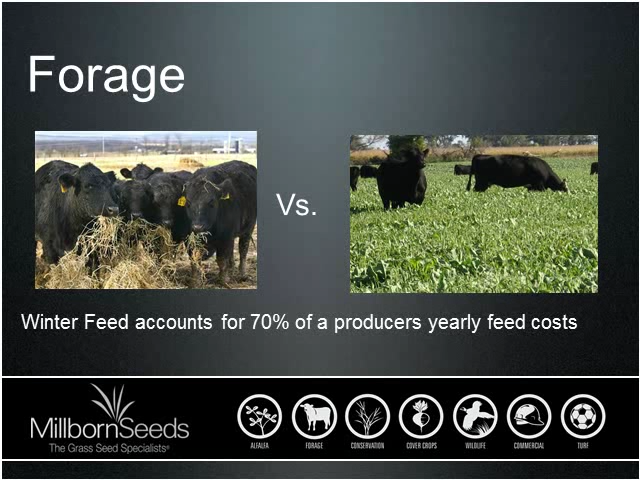 Forage
Vs.
Winter Feed accounts for 70% of a producers yearly feed costs
MillbornSeeds
The Grass Seed Specialists®
ALFALFA
FORAGE
CONSERVATION
COVER CROPS
WILDLIFE
COMMERCIAL
TURF